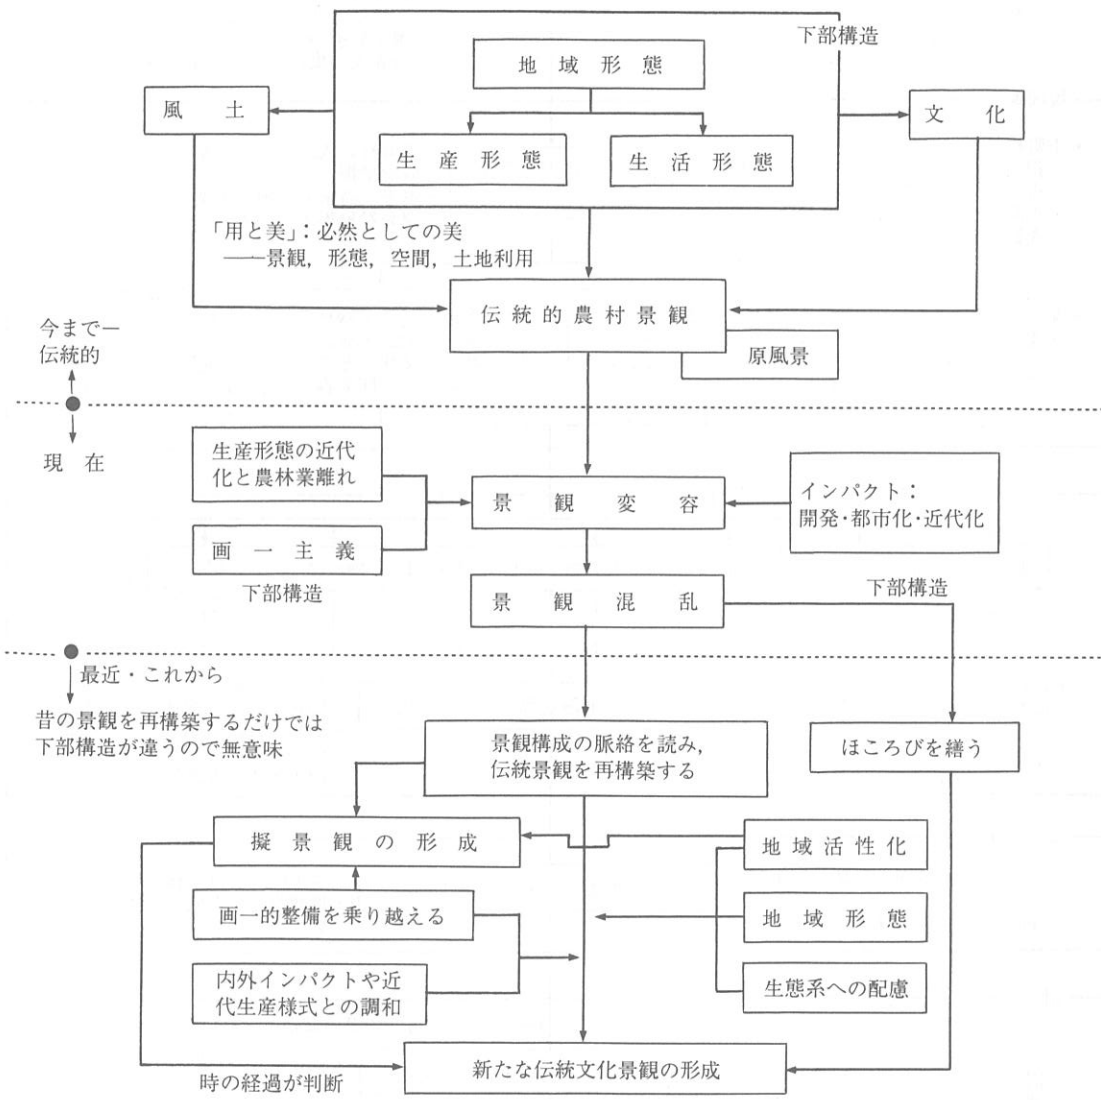 下部構造
地域形態
風土
文化
生産形態
生活形態
「用と美」：必然としての美
――景観，形態，空間，土地利用
伝統的農村景観
原風景
今まで―
伝統的
現在
生産形態の近代
化と農林業離れ
景観変容
インパクト：
開発・都市化・近代化
画一主義
下部構造
景観混乱
下部構造
最近・これから
昔の景観を再構築するだけでは
下部構造が違うので無意味
景観構成の脈絡を読み，
伝統景観を再構築する
ほころびを繕う
擬景観の形成
地域活性化
画一的整備を乗り越える
地域形態
内外インパクトや近
代生産様式との調和
生態系への配慮
新たな伝統文化景観の形成
時の経過が判断